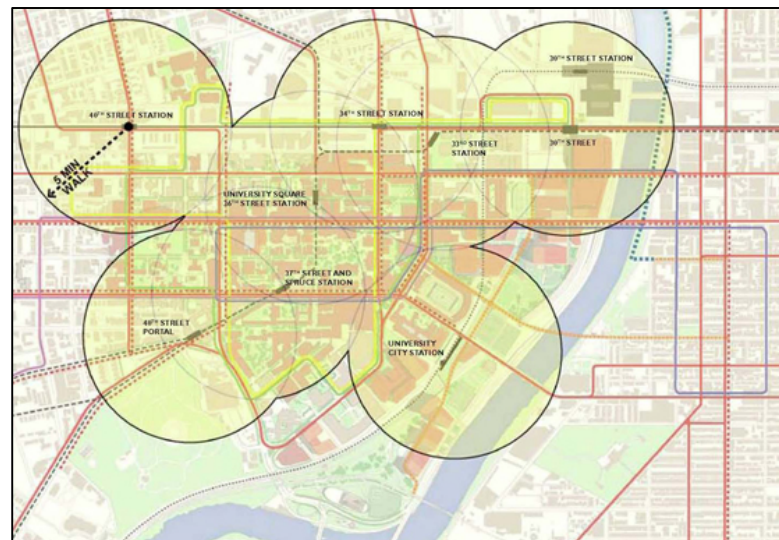 30TH STREET STATION
40TH STREET STATION
34TH STREET STATION
33RD STREET
STATION
30TH STREET
5 MIN
WALK
UNIVERSITY SQUARE
36TH STREET STATION
37TH STREET AND
SPRUCE STATION
40TH STREET
PORTAL
UNIVERSITY
CITY STATION